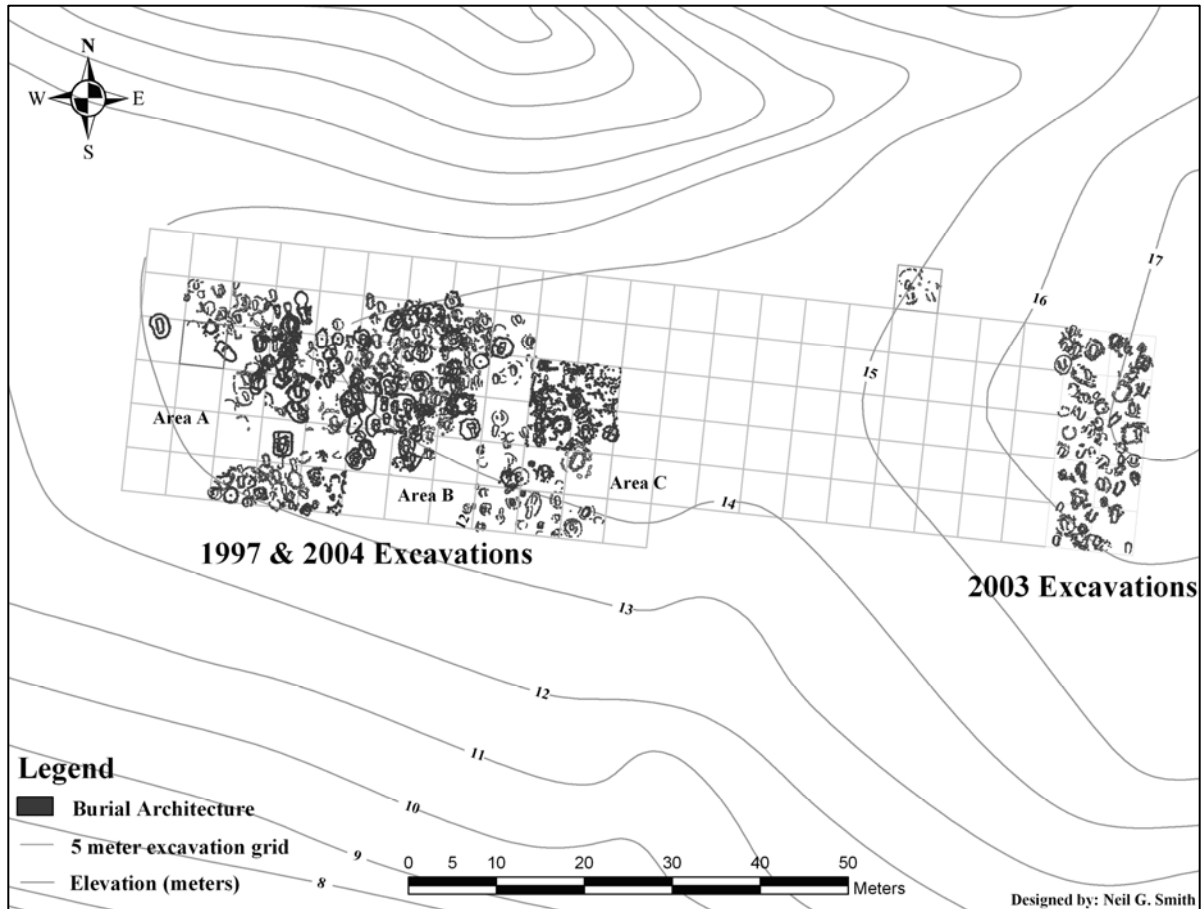 N
W E
S
17
16
15
Area A
Area B
Area C
14
12
1997 & 2004 Excavations
2003 Excavations
13
12
11
10
9
8
Legend
Burial Architecture
5 meter excavation grid
Elevation (meters)
0 5 10 20 30 40 50
Meters
Designed by: Neil G. Smith